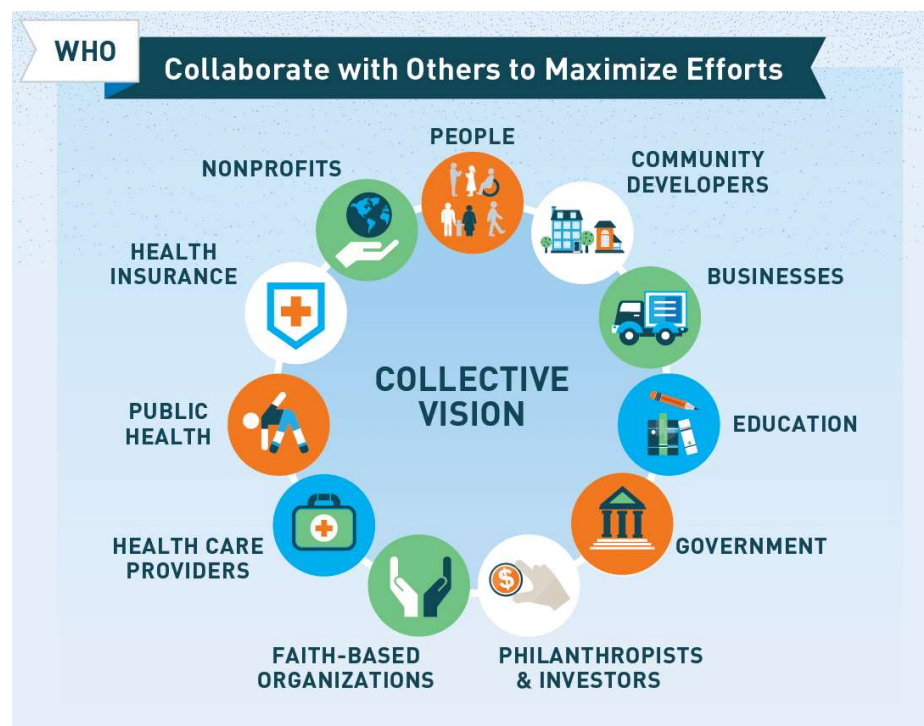 WHO
Collaborate with Others to Maximize Efforts
PEOPLE
COMMUNITY
DEVELOPERS
BUSINESSES
EDUCATION
GOVERNMENT
PHILANTHROPISTS
& INVESTORS
FAITH-BASED
ORGANIZATIONS
HEALTH CARE
PROVIDERS
PUBLIC
HEALTH
HEALTH
INSURANCE
NONPROFITS
COLLECTIVE
VISION
$